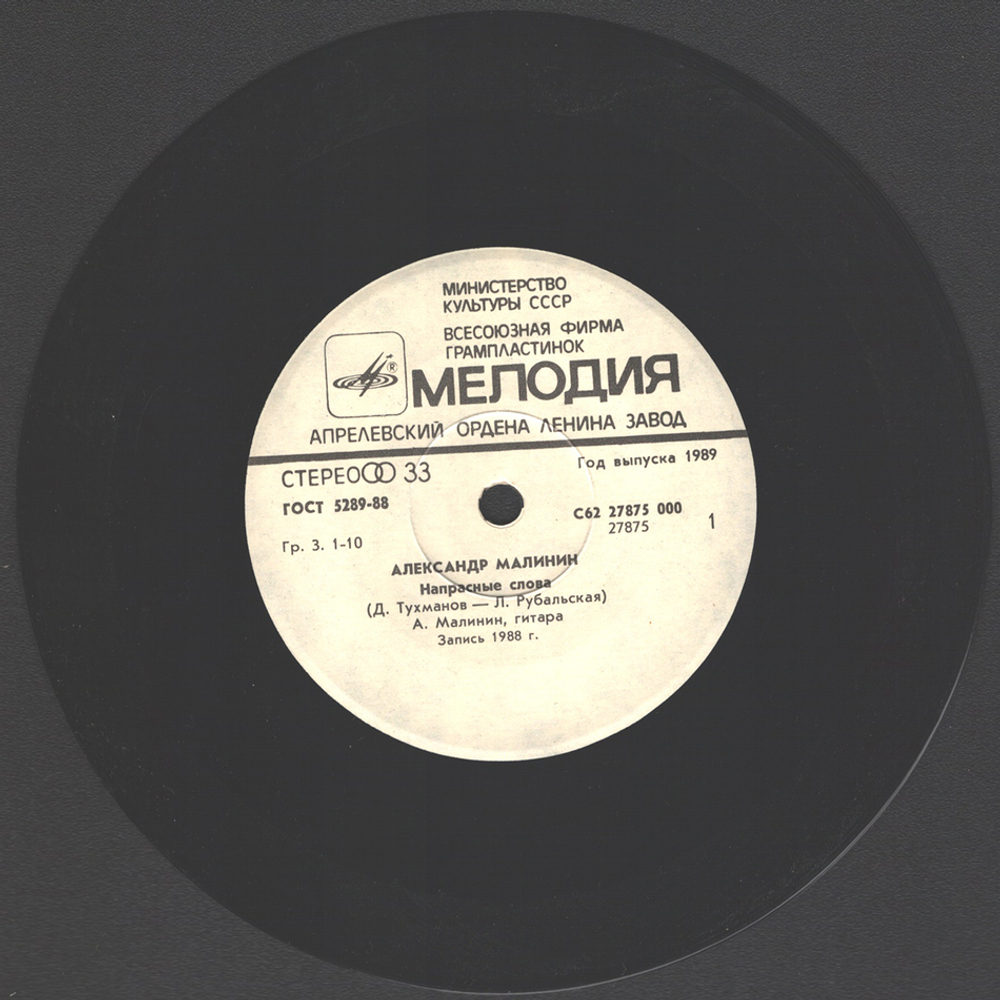 МИНИСТЕРСТВО
КУЛЬТУРЫ СССР
ВСЕСОЮЗНАЯ ФИРМА
ГРАМПЛАСТИНОК
®
МЕЛОДИЯ
АПРЕЛЕВСКИЙ ОРДЕНА ЛЕНИНА ЗАВОД
СТЕРЕО 33
Год выпуска 1989
ГОСТ 5289-88
С62 27875 000
27875
1
Гр. 3. 1-10
АЛЕКСАНДР МАЛИНИН
Напрасные слова
(Д. Тухманов — Л. Рубальская)
А. Малинин, гитара
Запись 1988 г.